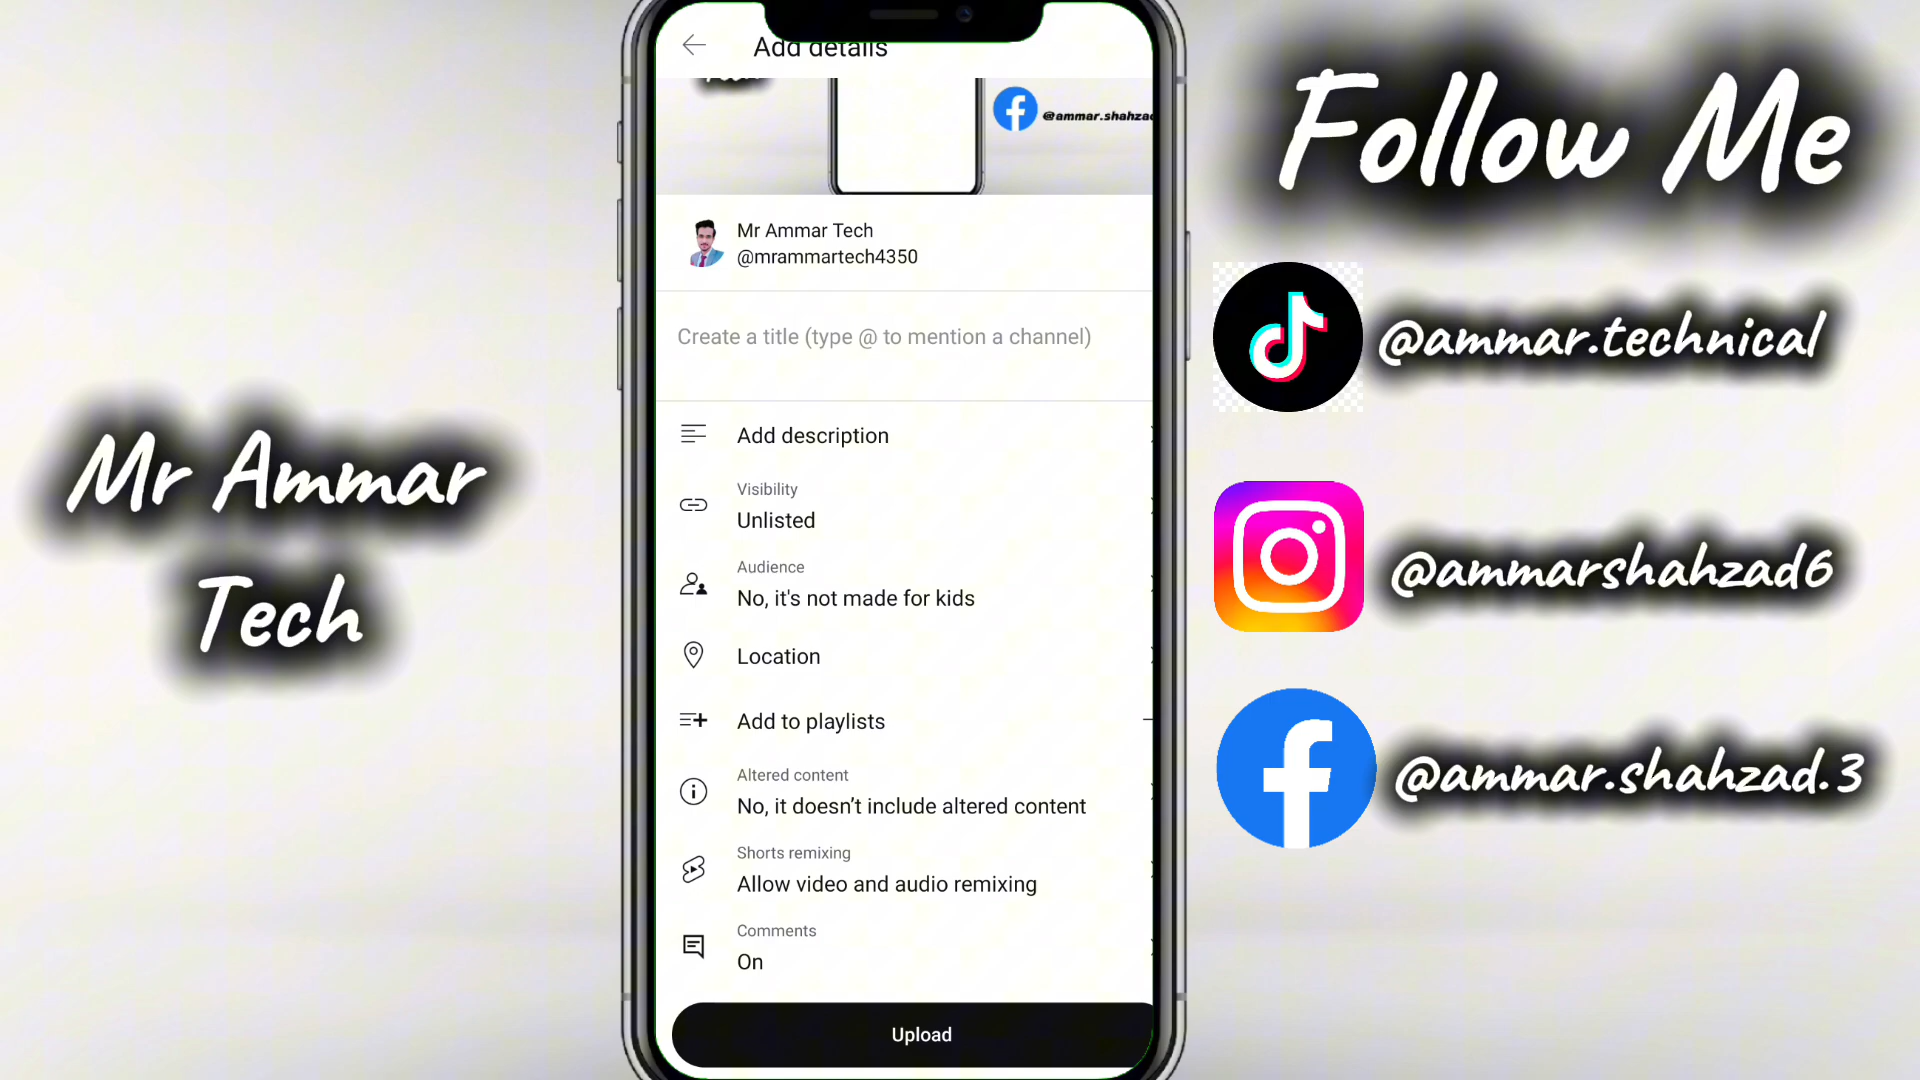 Add details
@ammar.shahzad
Mr Ammar Tech
@mrammartech4350
Create a title (type @ to mention a channel)
Add description
Visibility
Unlisted
Audience
No, it's not made for kids
Location
Add to playlists
Altered content
No, it doesn’t include altered content
Shorts remixing
Allow video and audio remixing
Comments
On
Upload
Mr Ammar
Tech
Follow Me
@ammar.technical
@ammarshahzad6
@ammar.shahzad.3